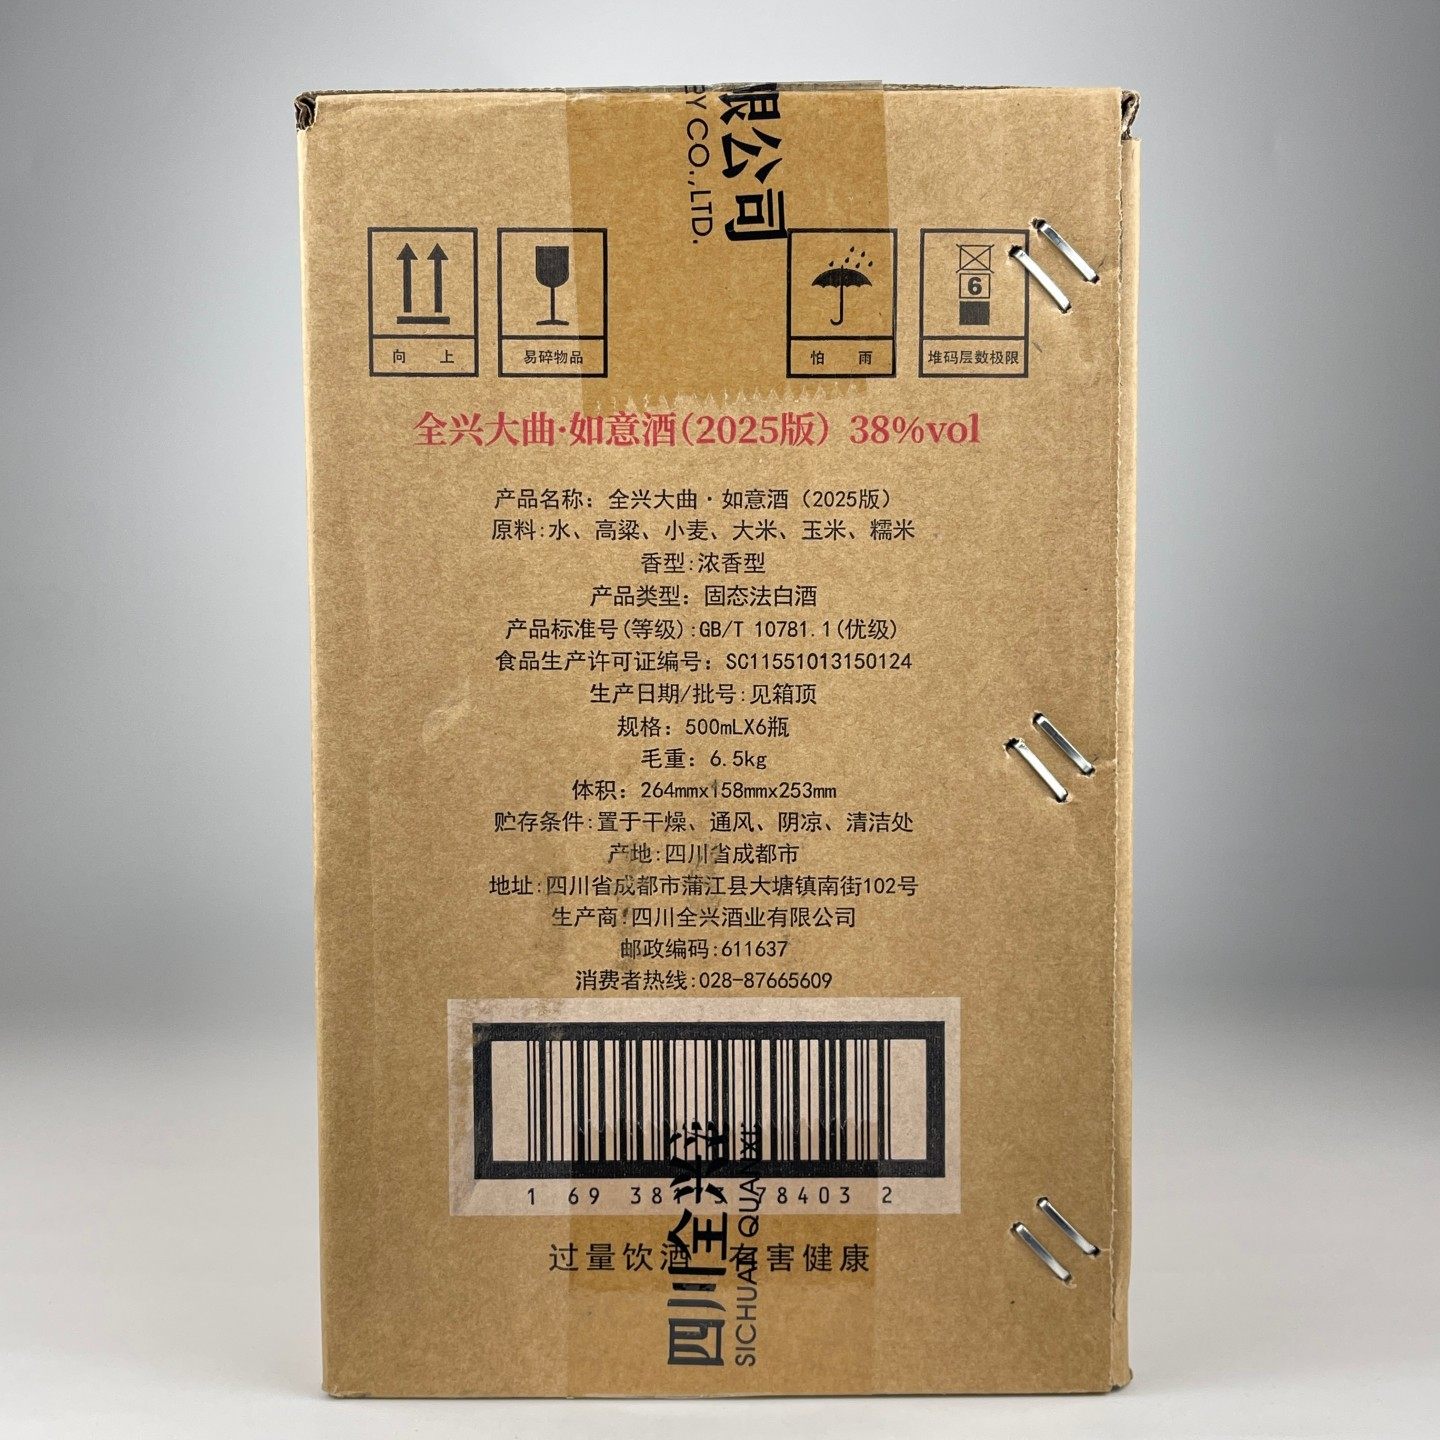 限公司
RY CO.,LTD.
向上
易碎物品
怕雨
6
堆码层数极限
全兴大曲·如意酒(2025版) 38%vol
产品名称：全兴大曲·如意酒（2025版）
原料:水、高粱、小麦、大米、玉米、糯米
香型:浓香型
产品类型：固态法白酒
产品标准号(等级):GB/T 10781.1(优级)
食品生产许可证编号：SC11551013150124
生产日期/批号:见箱顶
规格：500mLX6瓶
毛重：6.5kg
体积：264mmx158mmx253mm
贮存条件:置于干燥、通风、阴凉、清洁处
产地:四川省成都市
地址:四川省成都市蒲江县大塘镇南街102号
生产商:四川全兴酒业有限公司
邮政编码:611637
消费者热线:028-87665609
1 69 381 3 78403 2
过量饮酒 有害健康
四川全兴
SICHUAN QUANXI